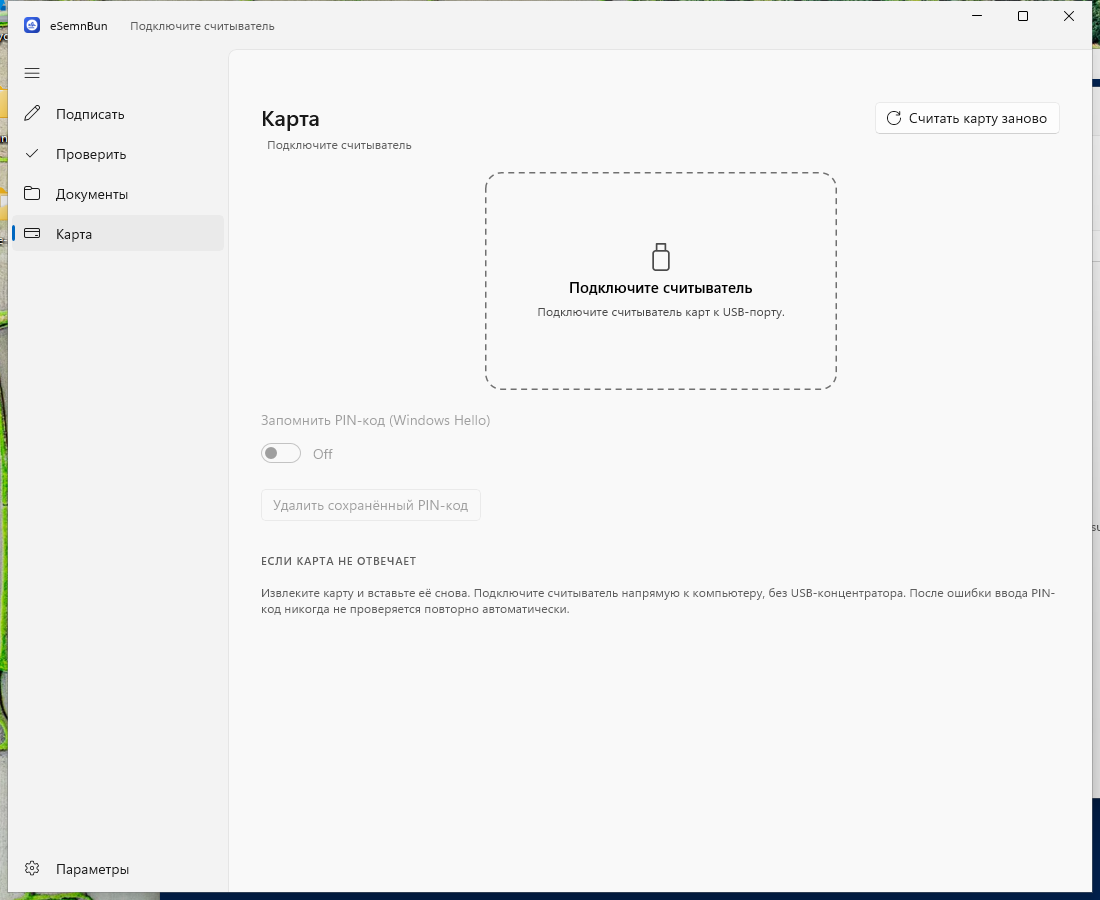 eSemnBun Подключите считыватель
Подписать
Проверить
Документы
Карта
Параметры
Карта
Подключите считыватель
Считать карту заново
Подключите считыватель
Подключите считыватель карт к USB-порту.
Запомнить PIN-код (Windows Hello)
Off
Удалить сохранённый PIN-код
ЕСЛИ КАРТА НЕ ОТВЕЧАЕТ
Извлеките карту и вставьте её снова. Подключите считыватель напрямую к компьютеру, без USB-концентратора. После ошибки ввода PIN-
код никогда не проверяется повторно автоматически.